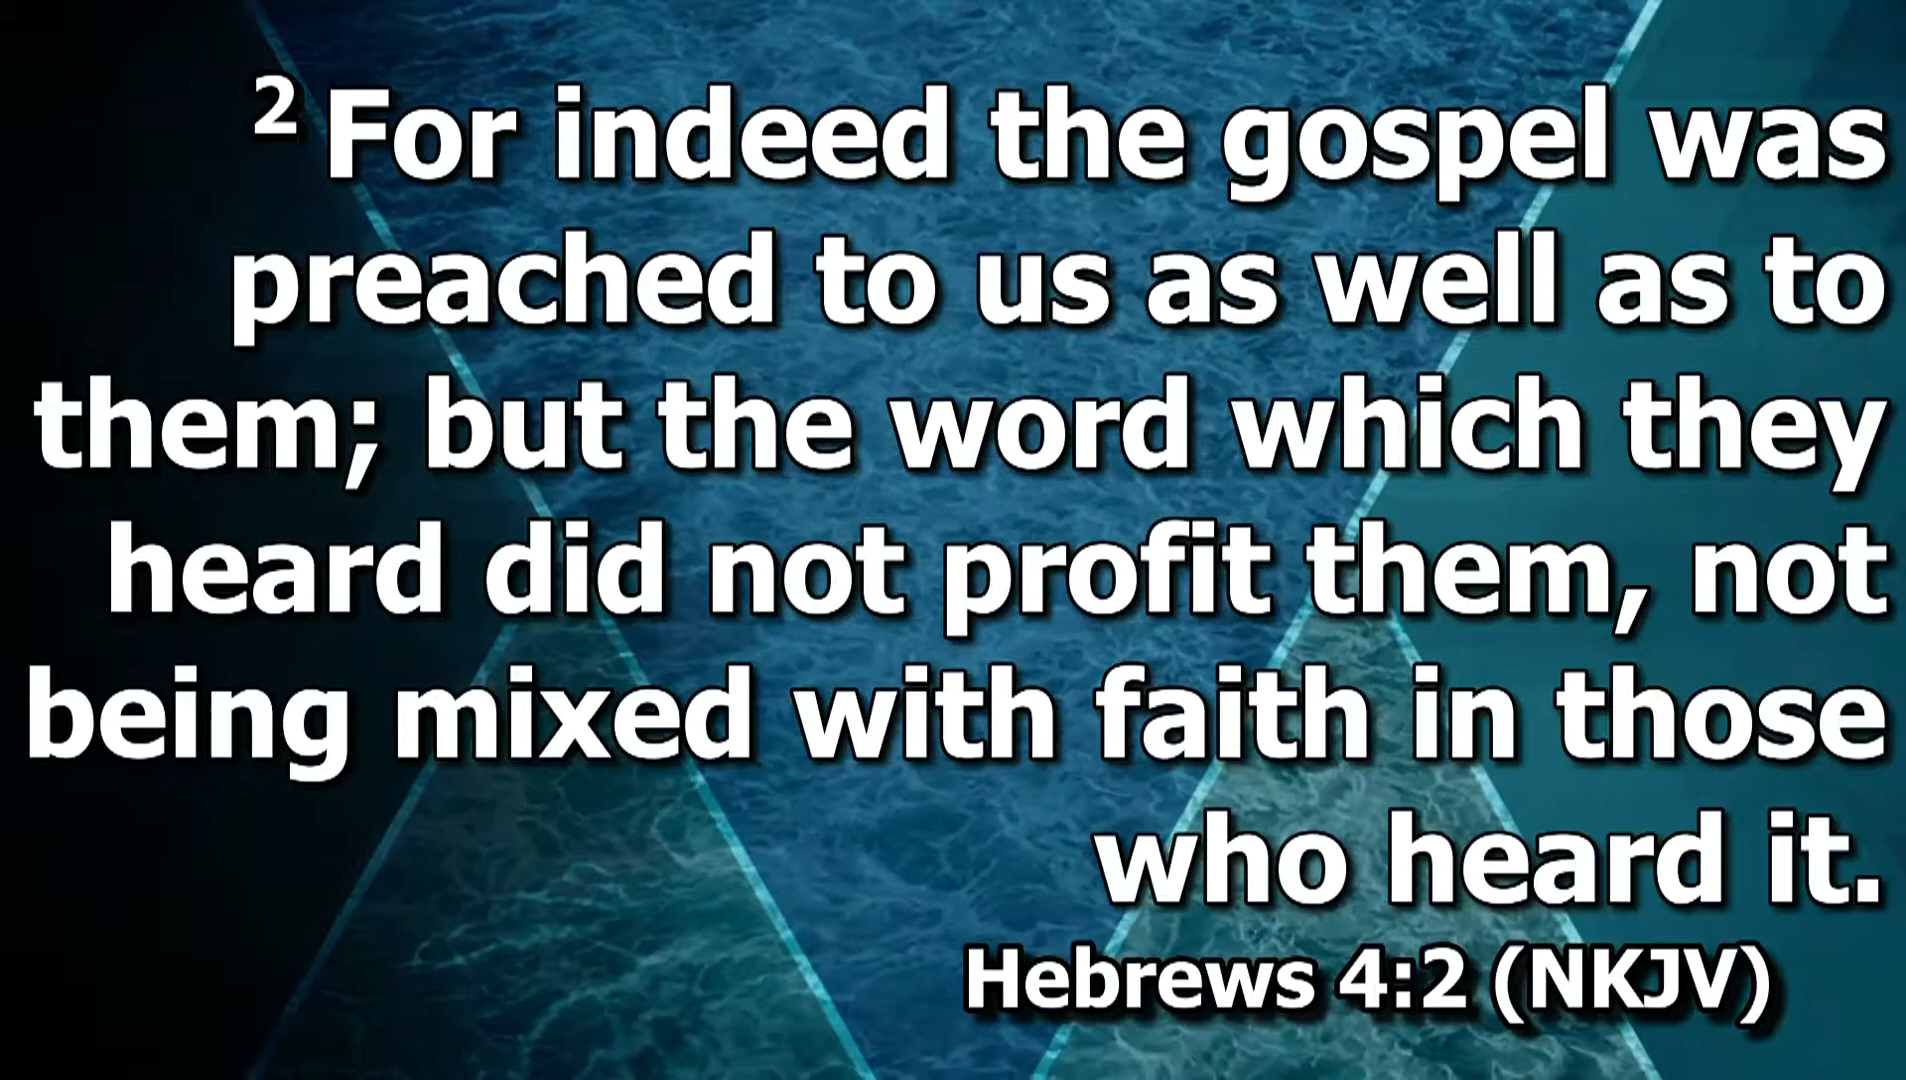 2 For indeed the gospel was
preached to us as well as to
them; but the word which they
heard did not profit them, not
being mixed with faith in those
who heard it.
Hebrews 4:2 (NKJV)